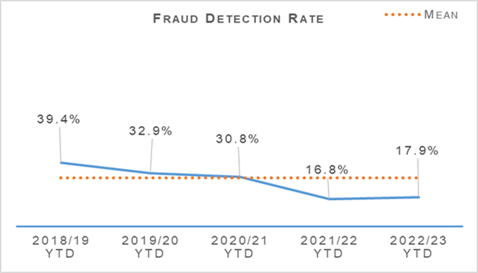 FRAUD DETECTION RATE
MEAN
39.4%
32.9%
30.8%
16.8%
17.9%
2018/19 2019/20 2020/21 2021/22 2022/23
YTD YTD YTD YTD YTD